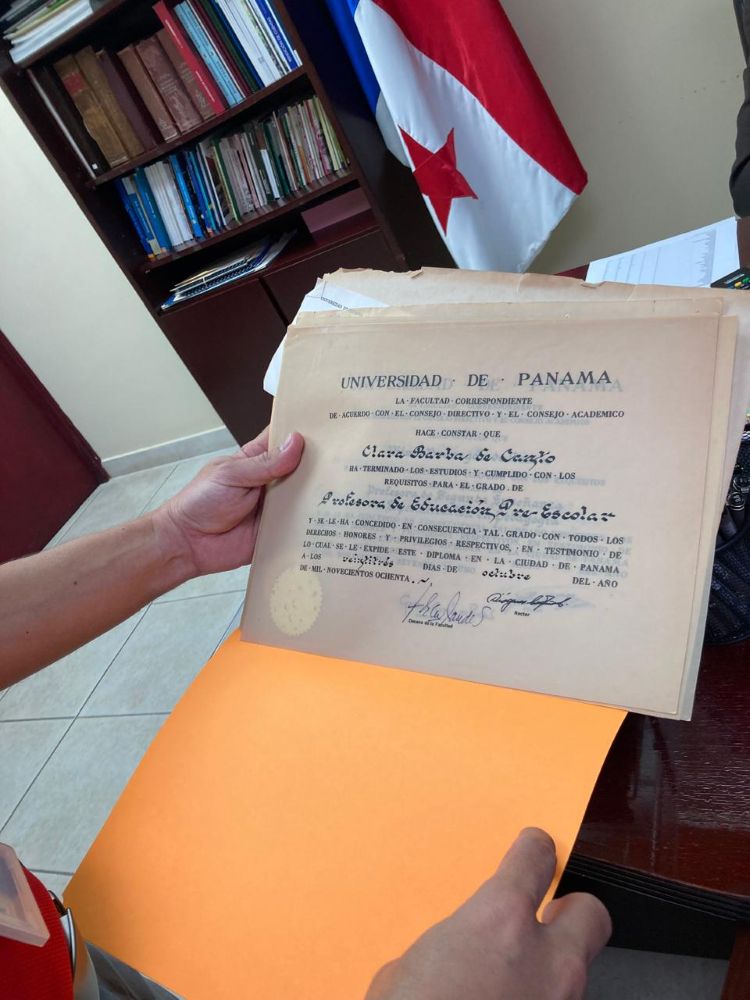 UNIVERSIDAD · DE · PANAMA
LA · FACULTAD · CORRESPONDIENTE
DE · ACUERDO · CON · EL · CONSEJO · DIRECTIVO · Y · EL · CONSEJO · ACADEMICO
HACE · CONSTAR · QUE
Clara Barba de Canto
HA · TERMINADO · LOS · ESTUDIOS · Y · CUMPLIDO · CON · LOS
REQUISITOS · PARA · EL · GRADO · DE
Profesora de Educación Pre-Escolar
Y · SE · LE · HA · CONCEDIDO · EN · CONSECUENCIA · TAL · GRADO · CON · TODOS · LOS
DERECHOS · HONORES · Y · PRIVILEGIOS · RESPECTIVOS, · EN · TESTIMONIO · DE
LO · CUAL · SE · LE · EXPIDE · ESTE · DIPLOMA · EN · LA · CIUDAD · DE · PANAMA
A · LOS veintitrés DIAS · DE octubre DEL · AÑO
DE · MIL · NOVECIENTOS OCHENTA
Decano de la Facultad
Rector